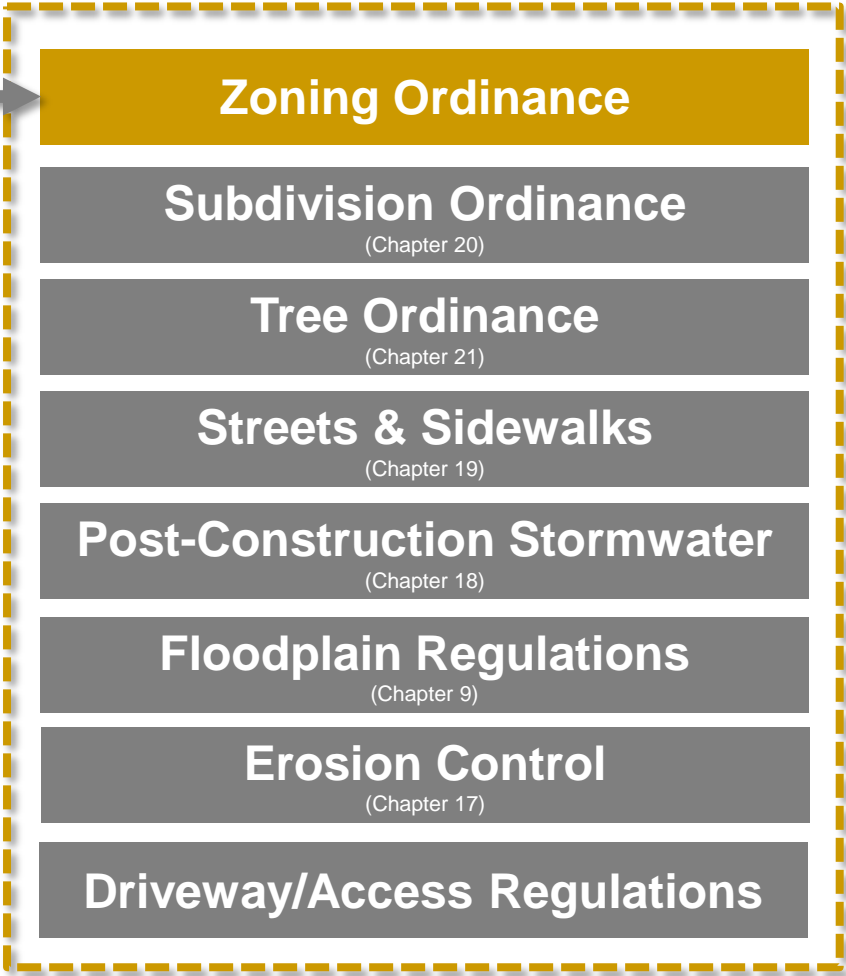 Zoning Ordinance
Subdivision Ordinance
(Chapter 20)
Tree Ordinance
(Chapter 21)
Streets & Sidewalks
(Chapter 19)
Post-Construction Stormwater
(Chapter 18)
Floodplain Regulations
(Chapter 9)
Erosion Control
(Chapter 17)
Driveway/Access Regulations